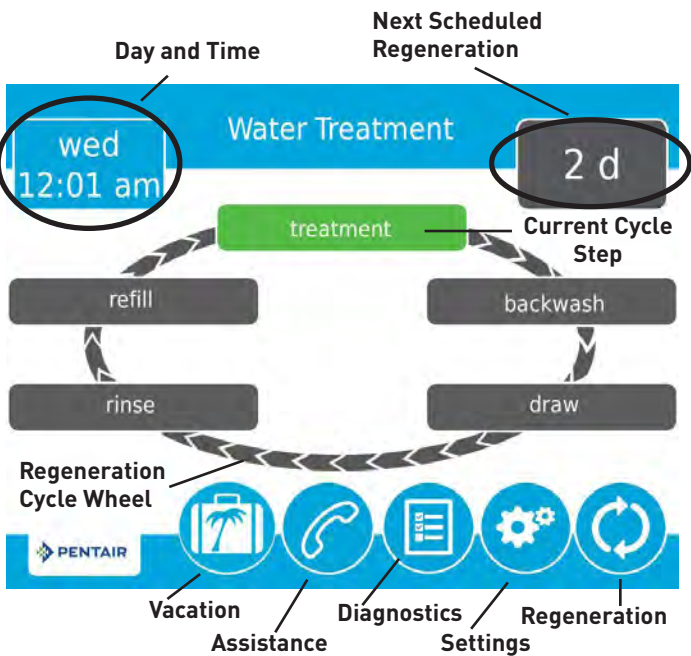 Next Scheduled
Regeneration
Day and Time
wed
12:01 am
Water Treatment
2 d
treatment
Current Cycle
Step
refill
backwash
rinse
draw
Regeneration
Cycle Wheel
PENTAIR
Vacation
Assistance
Diagnostics
Settings
Regeneration